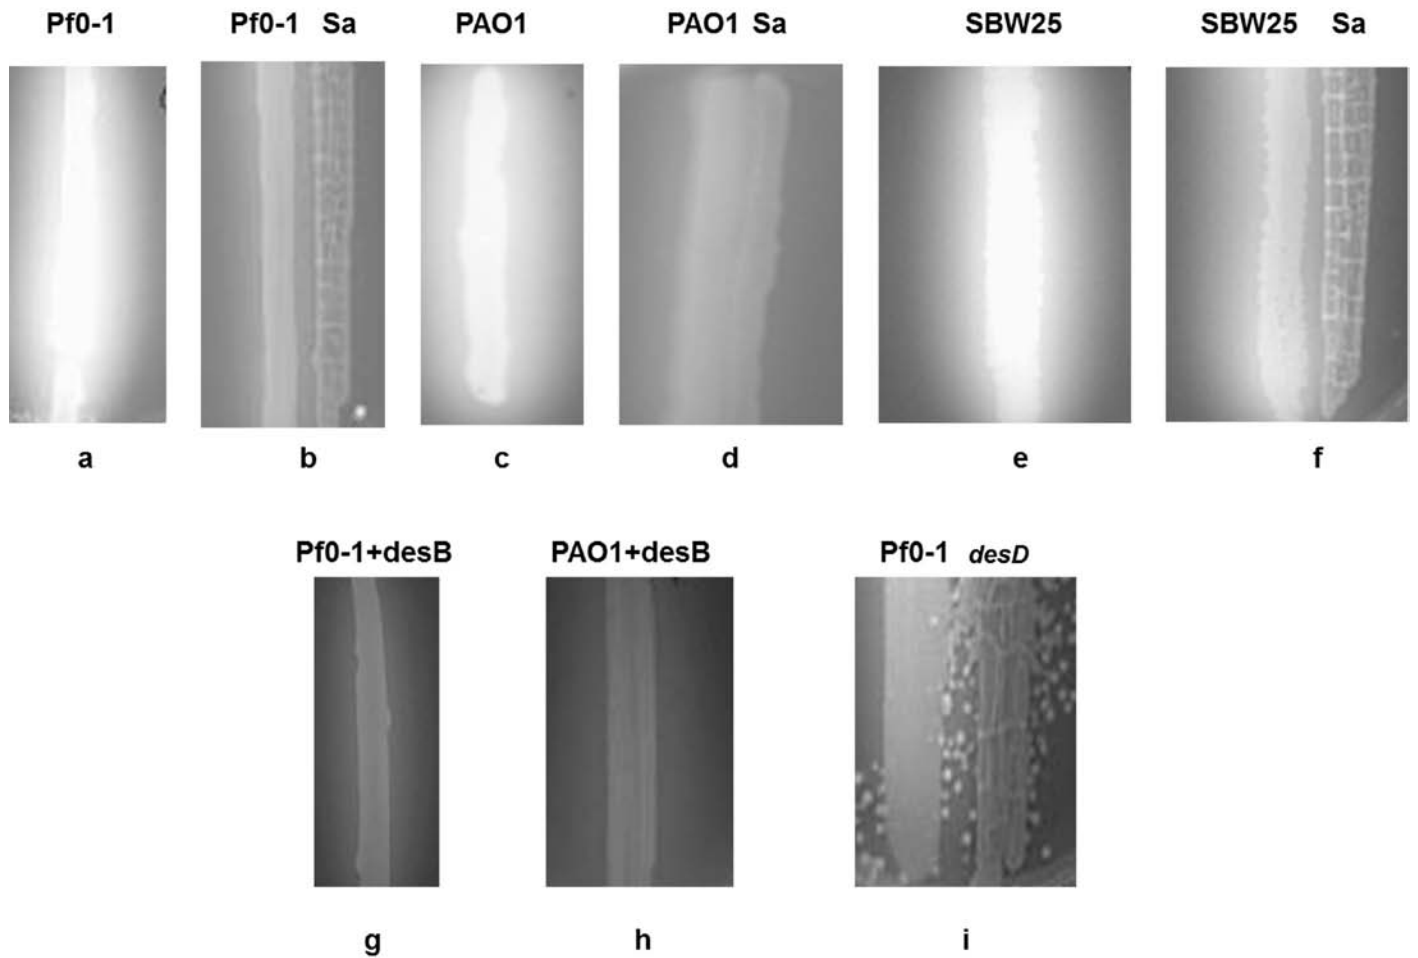 Pf0-1 Pf0-1 Sa PAO1 PAO1 Sa SBW25 SBW25 Sa
a b c d e f
Pf0-1+desB PAO1+desB Pf0-1 desD
g h i